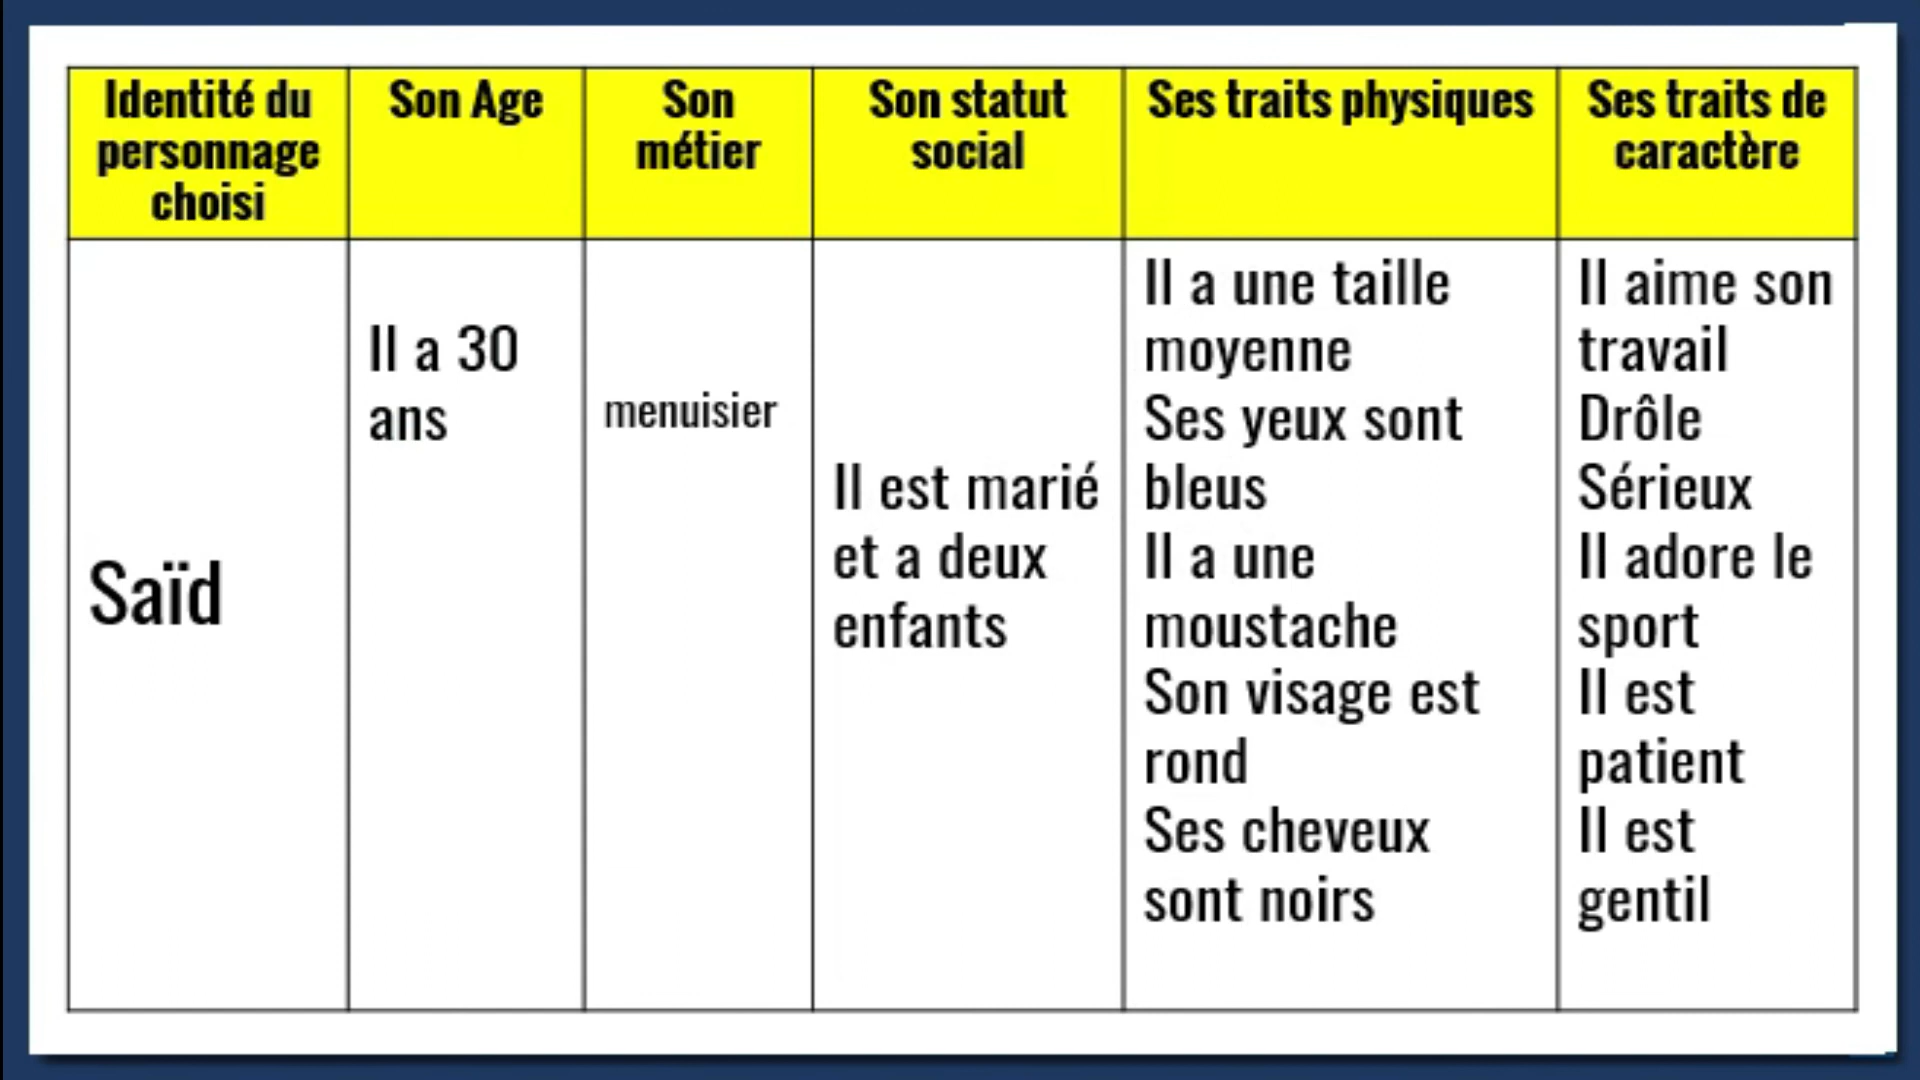 Identité du
personnage
choisi
Son Age
Son
métier
Son statut
social
Ses traits physiques
Ses traits de
caractère
Saïd
Il a 30
ans
menuisier
Il est marié
et a deux
enfants
Il a une taille
moyenne
Ses yeux sont
bleus
Il a une
moustache
Son visage est
rond
Ses cheveux
sont noirs
Il aime son
travail
Drôle
Sérieux
Il adore le
sport
Il est
patient
Il est
gentil